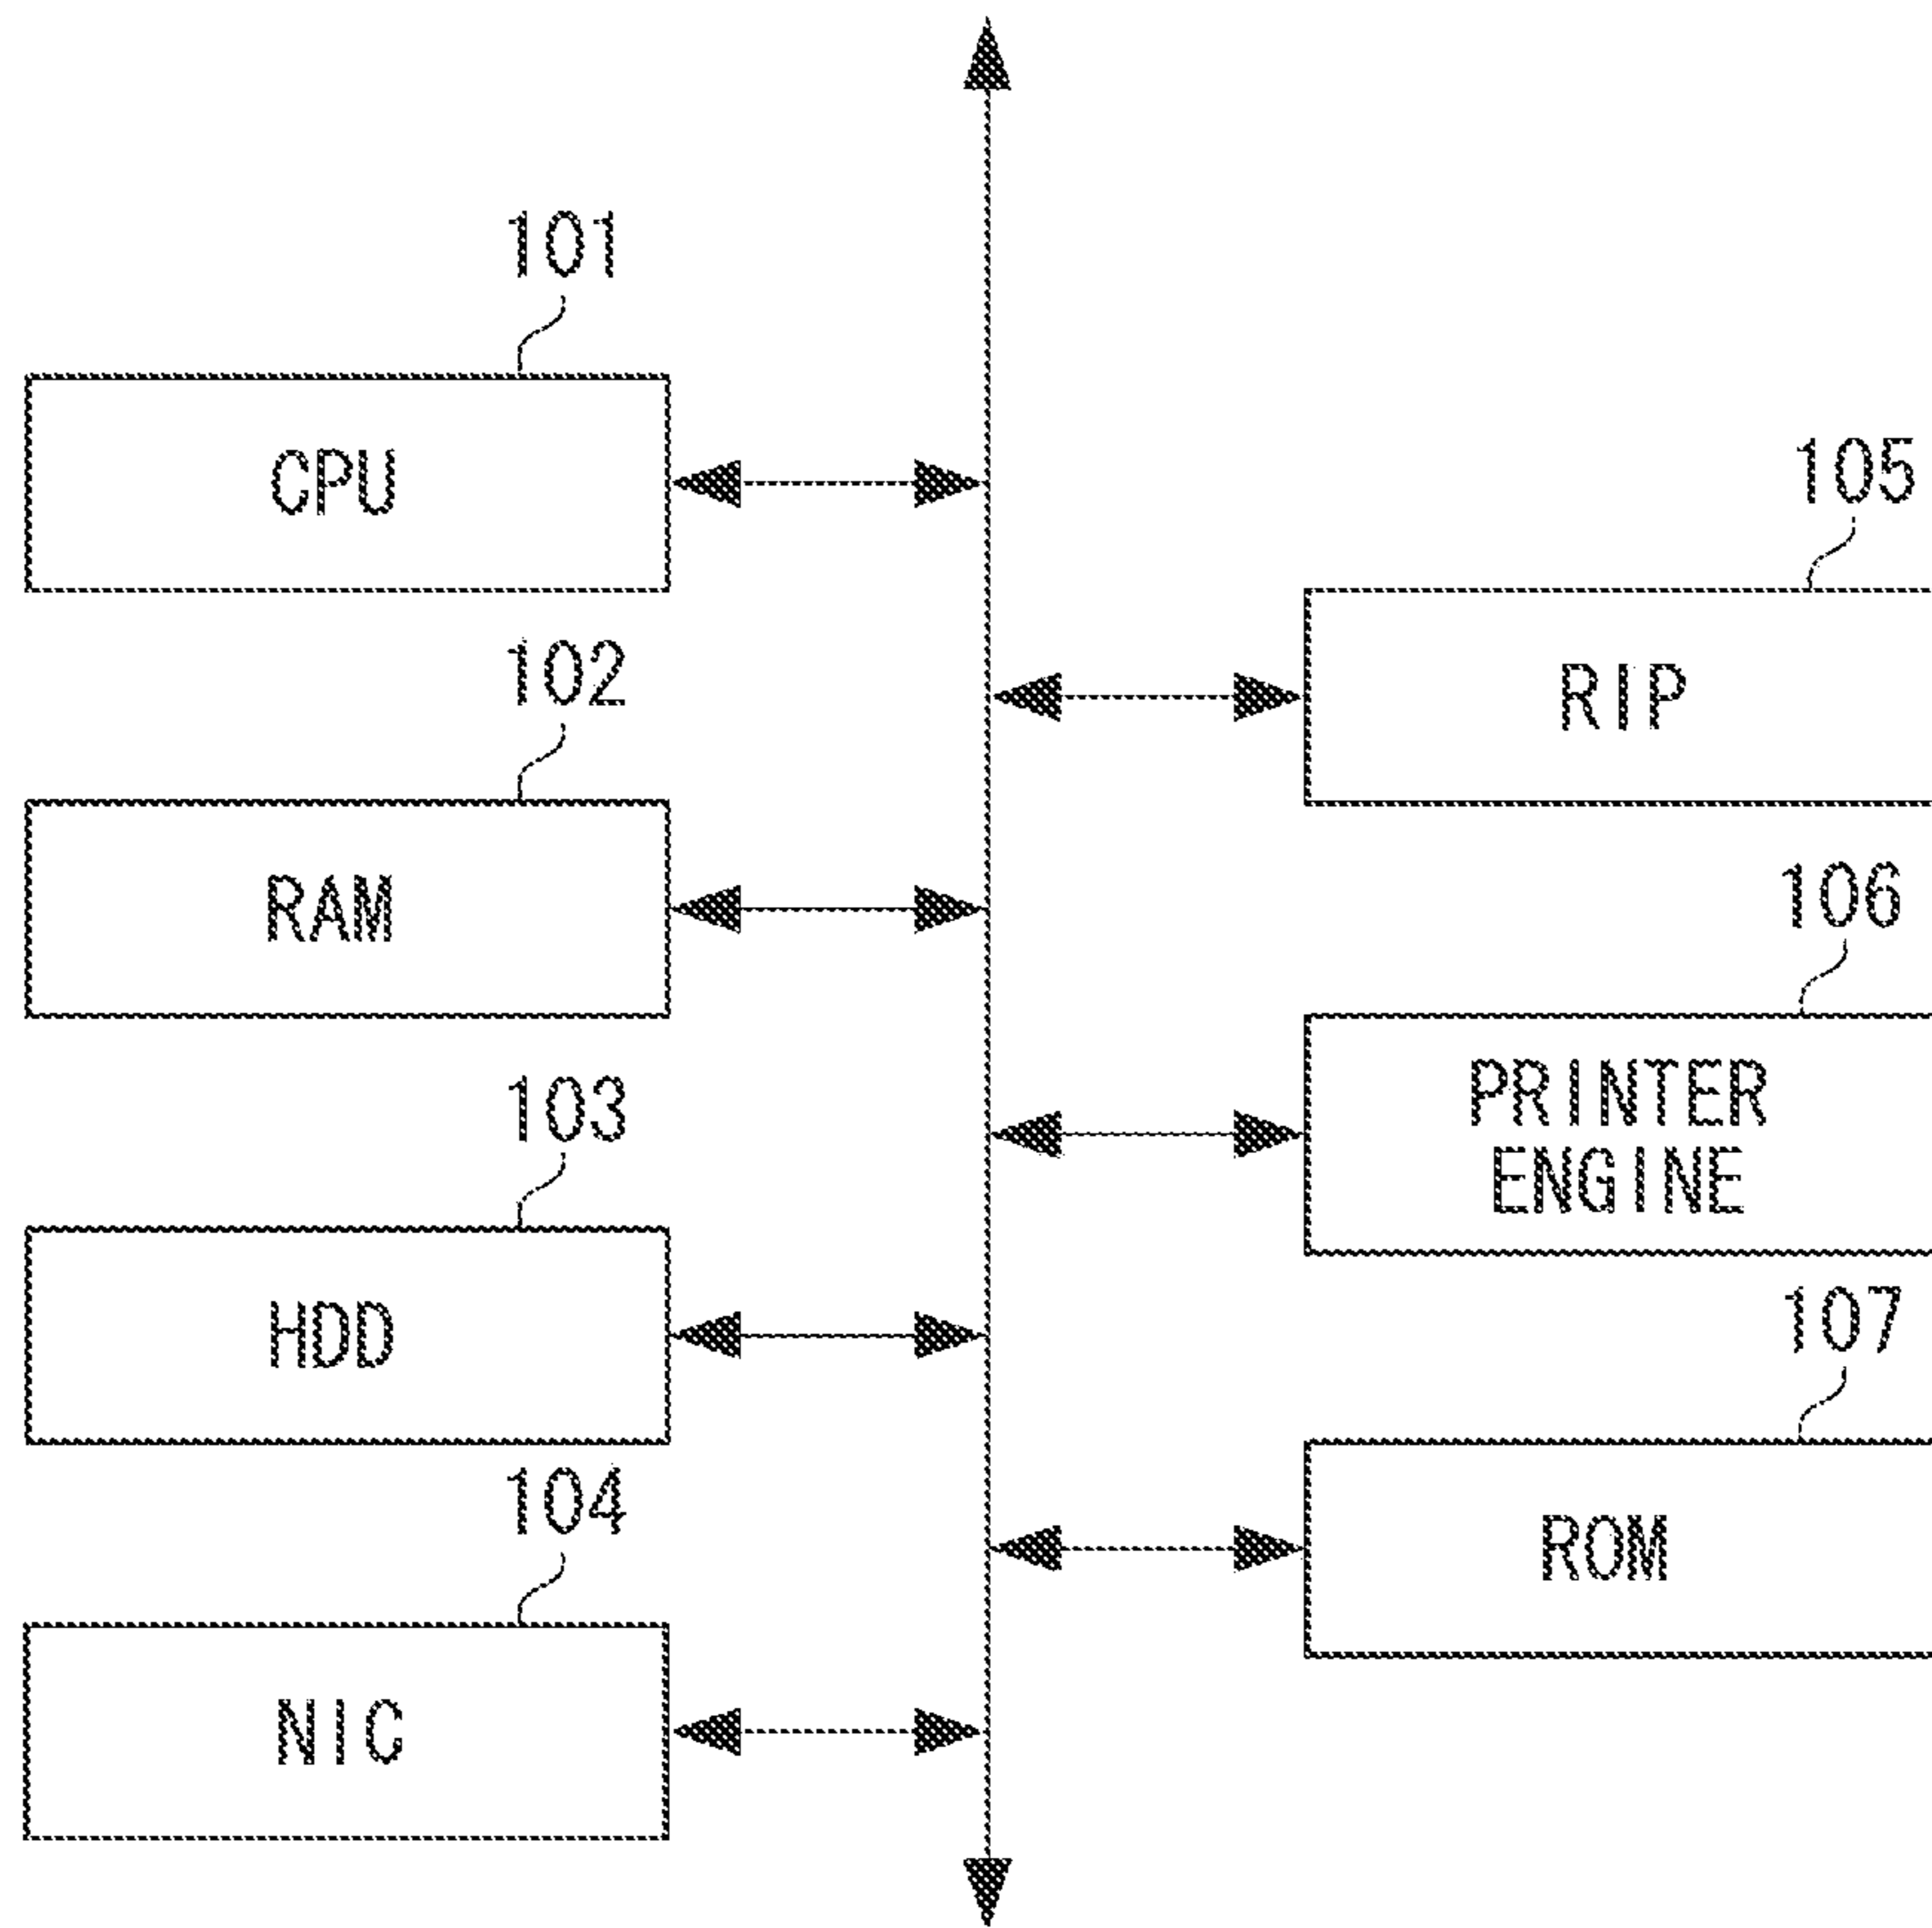 101
CPU
102
RAM
103
HDD
104
NIC
105
RIP
106
PRINTER
ENGINE
107
ROM